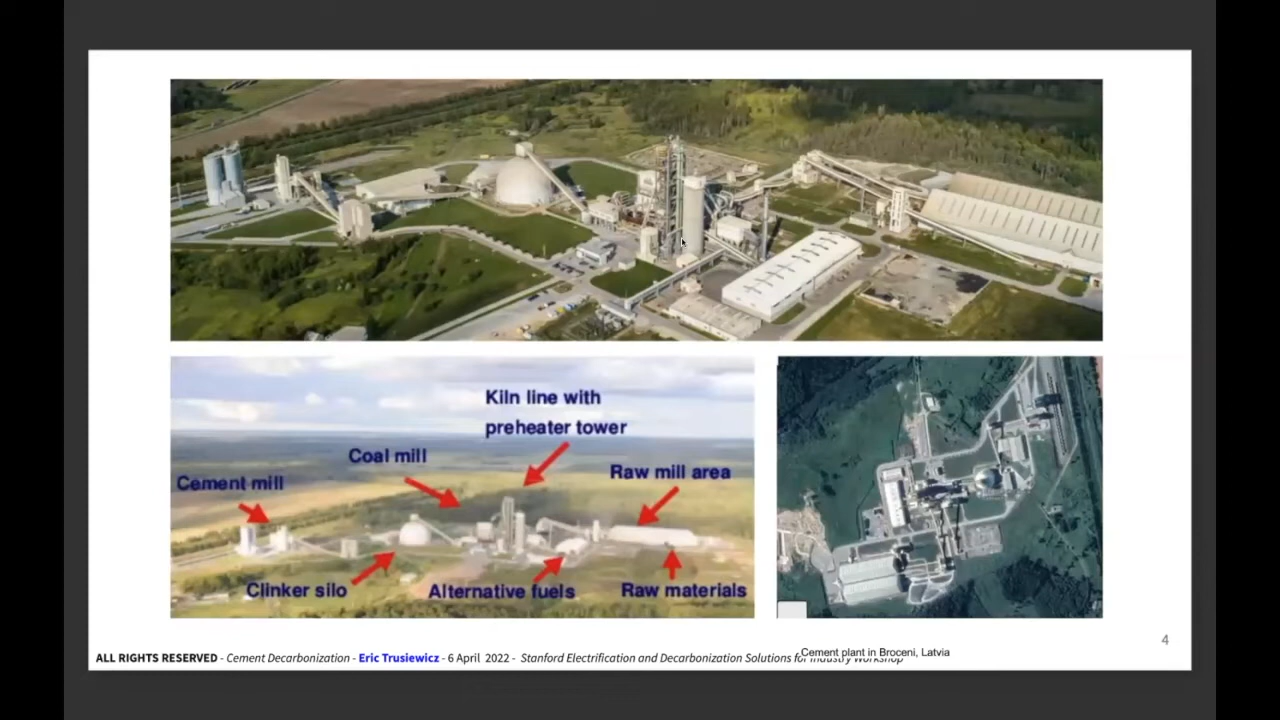 Kiln line with
preheater tower
Coal mill
Raw mill area
Cement mill
Clinker silo
Alternative fuels
Raw materials
4
Cement plant in Broceni, Latvia
ALL RIGHTS RESERVED - Cement Decarbonization - Eric Trusiewicz - 6 April 2022 - Stanford Electrification and Decarbonization Solutions for Industry Workshop